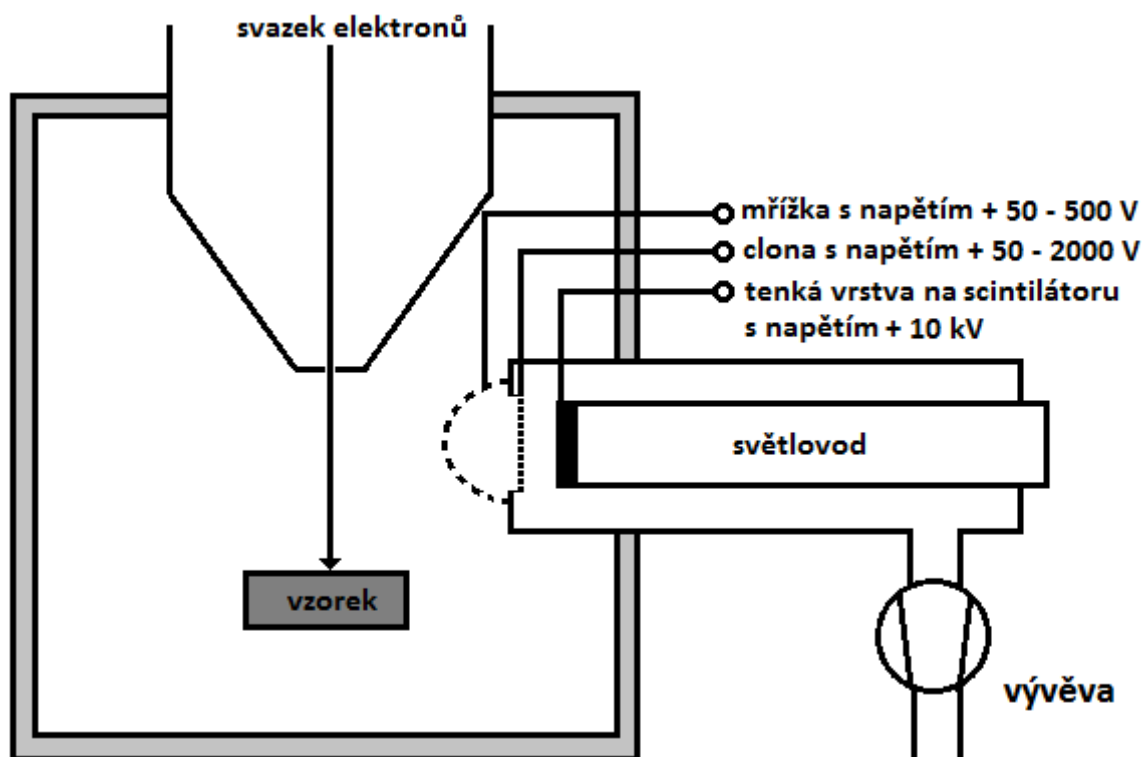 svazek elektronů
mřížka s napětím + 50 - 500 V
clona s napětím + 50 - 2000 V
tenká vrstva na scintilátoru
s napětím + 10 kV
světlovod
vzorek
vývěva